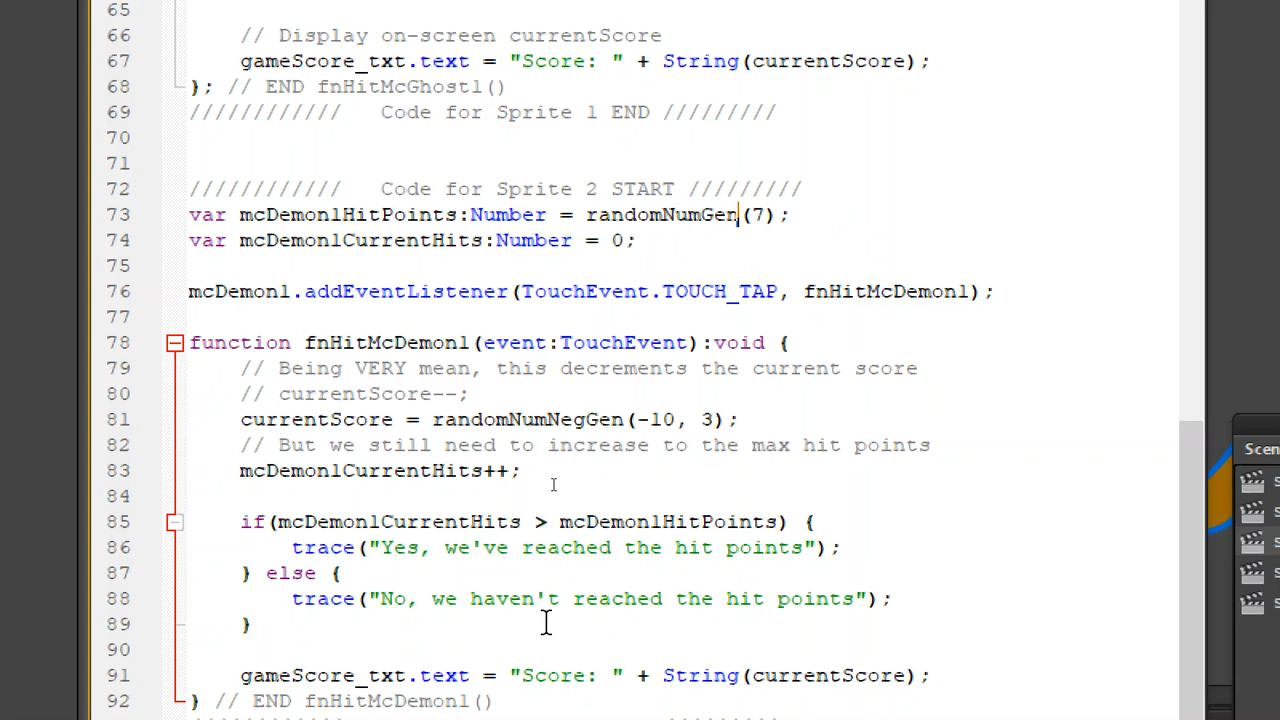 65
66 // Display on-screen currentScore
67 gameScore_txt.text = "Score: " + String(currentScore);
68 }; // END fnHitMcGhost1()
69 //////////// Code for Sprite 1 END /////////
70
71
72 //////////// Code for Sprite 2 START /////////
73 var mcDemon1HitPoints:Number = randomNumGen(7);
74 var mcDemon1CurrentHits:Number = 0;
75
76 mcDemon1.addEventListener(TouchEvent.TOUCH_TAP, fnHitMcDemon1);
77
78 function fnHitMcDemon1(event:TouchEvent):void {
79 // Being VERY mean, this decrements the current score
80 // currentScore--;
81 currentScore = randomNumNegGen(-10, 3);
82 // But we still need to increase to the max hit points
83 mcDemon1CurrentHits++;
84
85 if(mcDemon1CurrentHits > mcDemon1HitPoints) {
86 trace("Yes, we've reached the hit points");
87 } else {
88 trace("No, we haven't reached the hit points");
89 }
90
91 gameScore_txt.text = "Score: " + String(currentScore);
92 } // END fnHitMcDemon1()
Scen